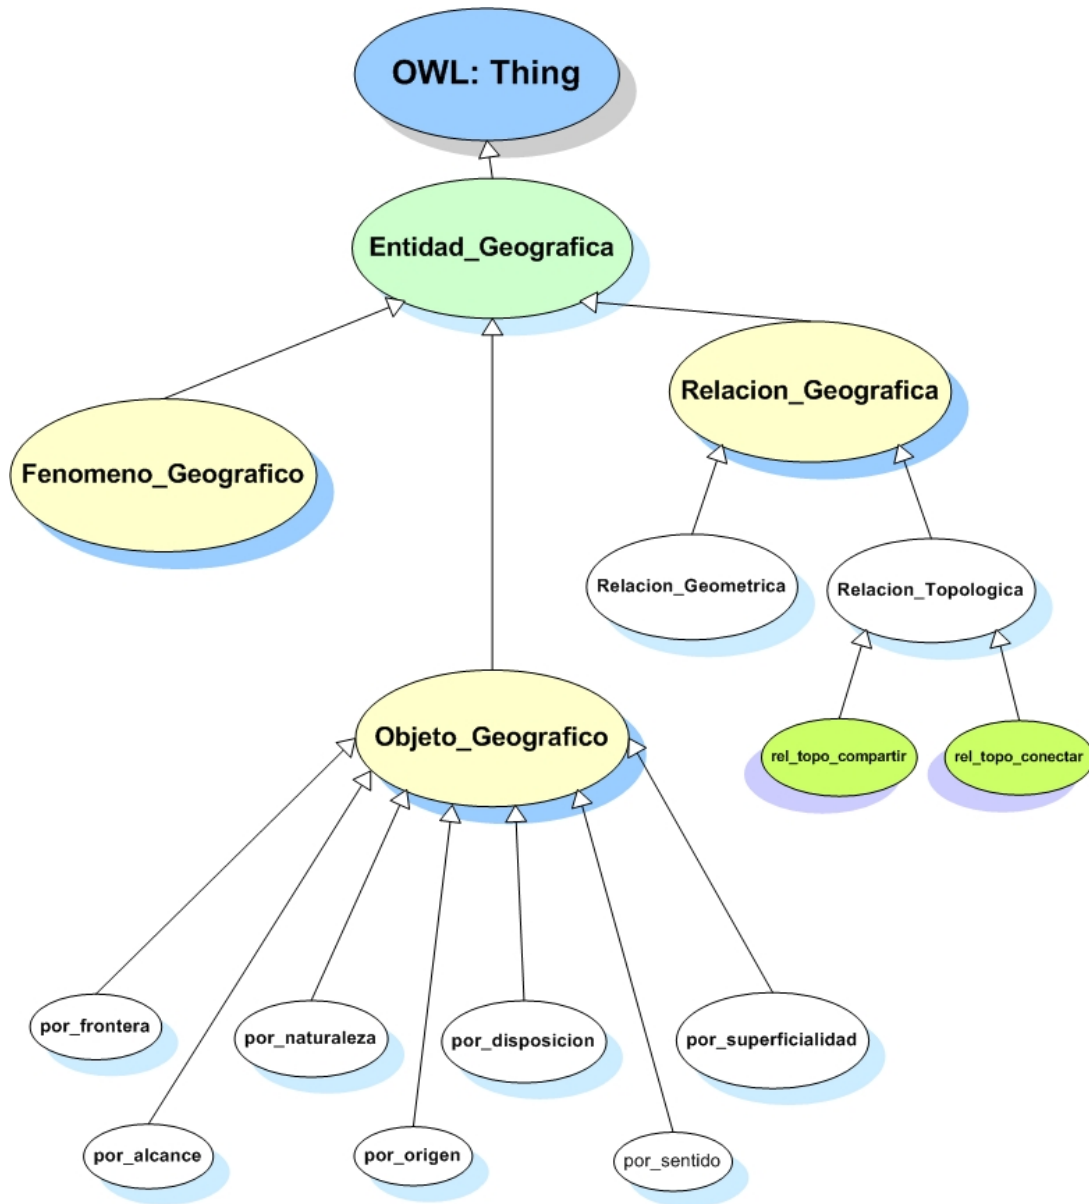 OWL: Thing
Entidad_Geografica
Relacion_Geografica
Fenomeno_Geografico
Relacion_Geometrica
Relacion_Topologica
Objeto_Geografico
rel_topo_compartir
rel_topo_conectar
por_frontera
por_naturaleza
por_disposicion
por_superficialidad
por_alcance
por_origen
por_sentido